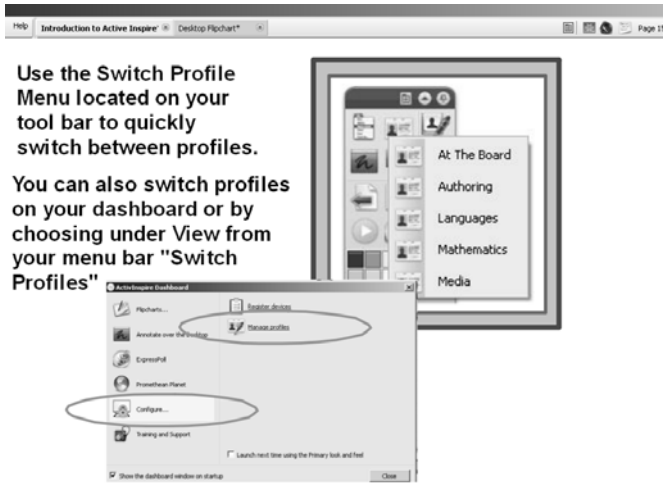 Help Introduction to Active Inspire* Desktop Flipchart* Page 15
Use the Switch Profile
Menu located on your
tool bar to quickly
switch between profiles.
You can also switch profiles
on your dashboard or by
choosing under View from
your menu bar "Switch
Profiles"
At The Board
Authoring
Languages
Mathematics
Media
ActivInspire Dashboard
Flipcharts...
Annotate over the Desktop
ExpressPoll
Promethean Planet
Configure...
Training and Support
Register devices
Manage profiles
Launch next time using the Primary look and feel
Show the dashboard window on startup
Close